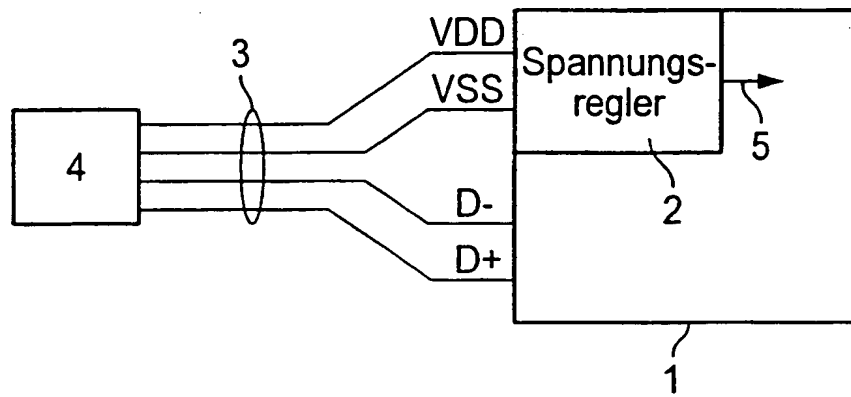 VDD
3
Spannungs-
VSS
regler
5
4
2
D-
D+
1